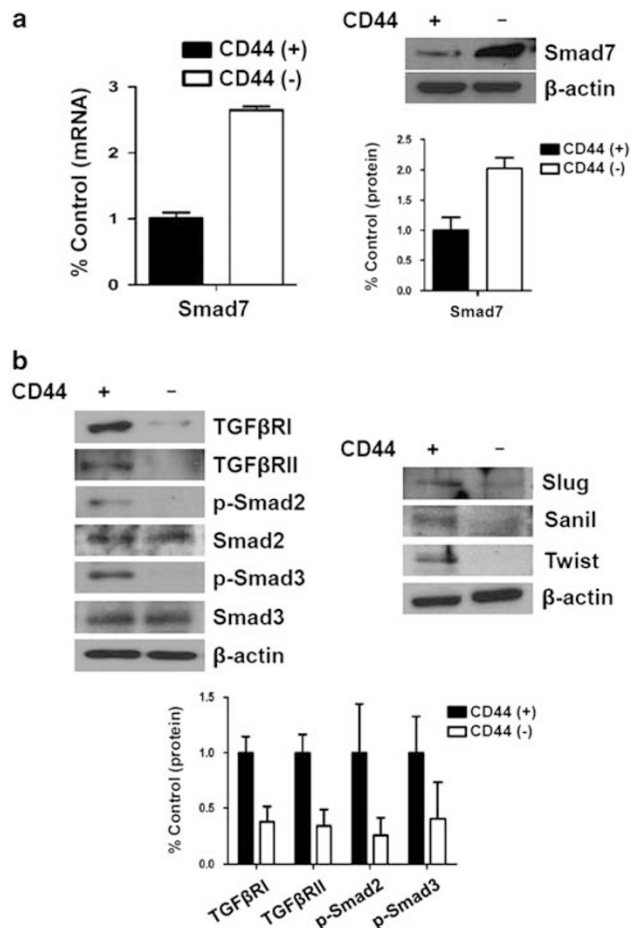 a
CD44 (+)
CD44 (-)
% Control (mRNA)
3
2
1
0
Smad7
CD44 + −
Smad7
β-actin
CD44 (+)
CD44 (-)
% Control (protein)
2.5
2.0
1.5
1.0
0.5
0.0
Smad7
b
CD44 + −
TGFβRI
TGFβRII
p-Smad2
Smad2
p-Smad3
Smad3
β-actin
CD44 + −
Slug
Sanil
Twist
β-actin
CD44 (+)
CD44 (-)
% Control (protein)
1.5
1.0
0.5
0.0
TGFβRI
TGFβRII
p-Smad2
p-Smad3